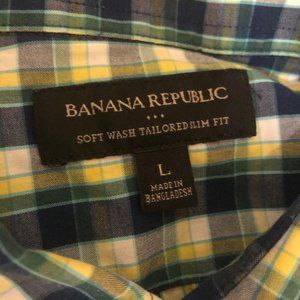 BANANA REPUBLIC
SOFT WASH TAILORED SLIM FIT
L
MADE IN
BANGLADESH